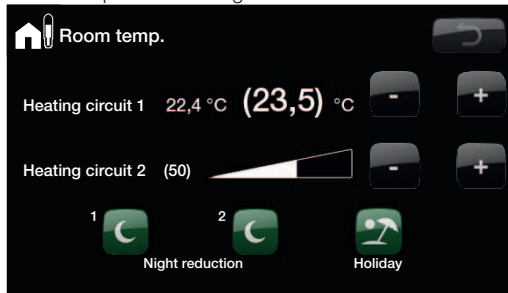 Room temp.
Heating circuit 1 22,4 °C (23,5) °C - +
Heating circuit 2 (50) - +
1 2
Night reduction Holiday